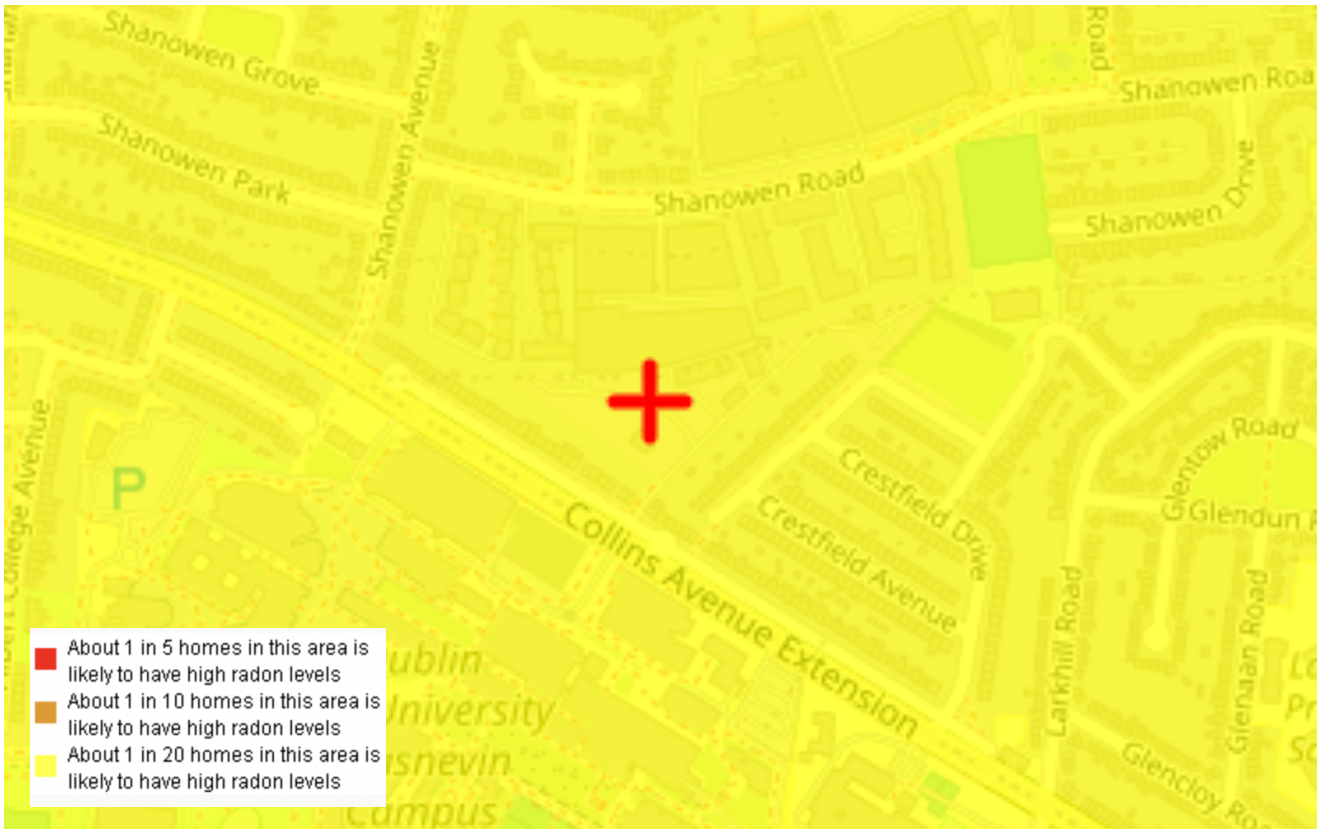 Shanowen Grove
Shanowen Avenue
Road
Shanowen Roa
Shanowen Park
Shanowen Road
Shanowen Drive
P
College Avenue
Glentow Road
Glendun R
Crestfield Drive
Crestfield Avenue
Collins Avenue Extension
Larkhill Road
Glenaan Road
Glencloy Ro
About 1 in 5 homes in this area is
likely to have high radon levels
About 1 in 10 homes in this area is
likely to have high radon levels
About 1 in 20 homes in this area is
likely to have high radon levels
ublin
University
asnevin
Campus